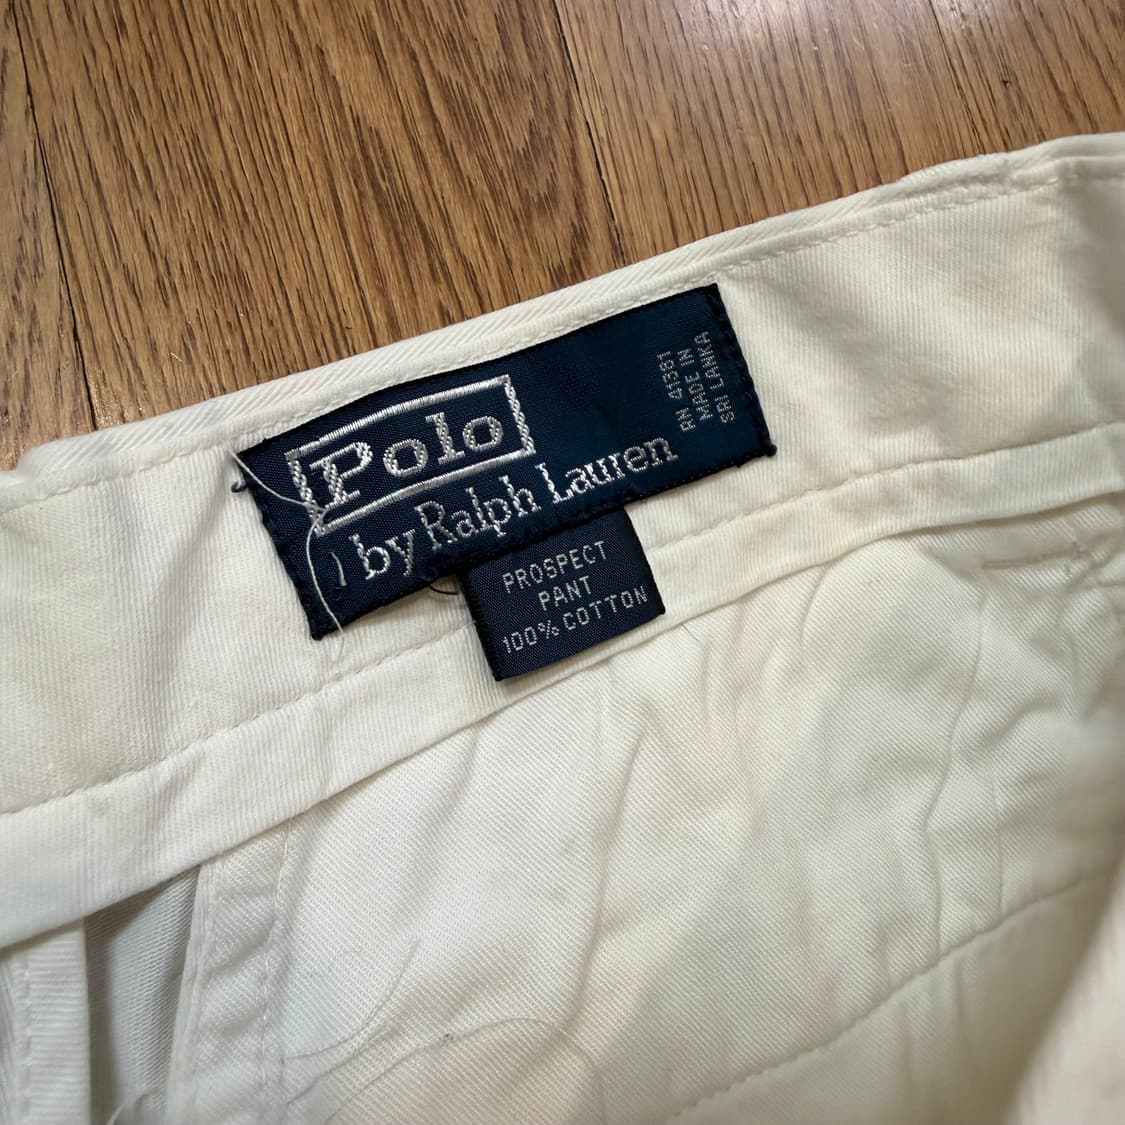 Polo
by Ralph Lauren
RN 41381
MADE IN
SRI LANKA
PROSPECT
PANT
100% COTTON